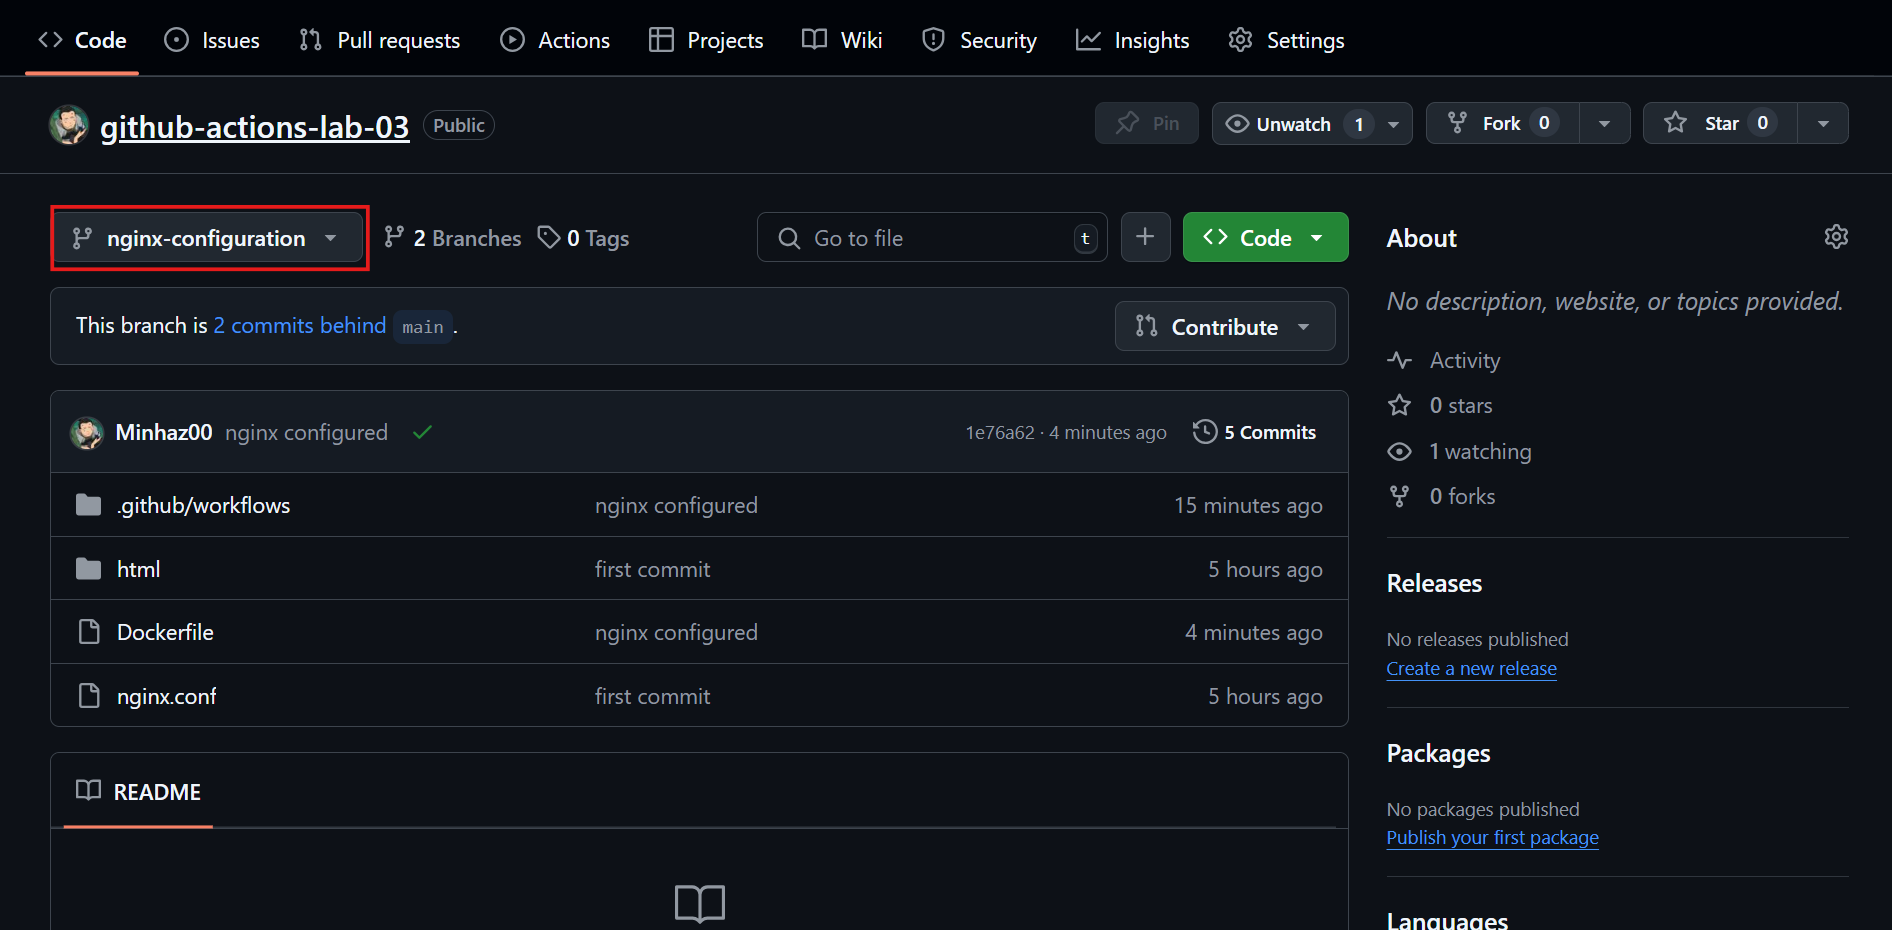 Code Issues Pull requests Actions Projects Wiki Security Insights Settings
github-actions-lab-03 Public Pin Unwatch 1 Fork 0 Star 0
nginx-configuration 2 Branches 0 Tags Go to file t + Code
This branch is 2 commits behind main .
Contribute
Minhaz00 nginx configured 1e76a62 · 4 minutes ago 5 Commits
.github/workflows nginx configured 15 minutes ago
html first commit 5 hours ago
Dockerfile nginx configured 4 minutes ago
nginx.conf first commit 5 hours ago
README
About
No description, website, or topics provided.
Activity
0 stars
1 watching
0 forks
Releases
No releases published
Create a new release
Packages
No packages published
Publish your first package
Languages